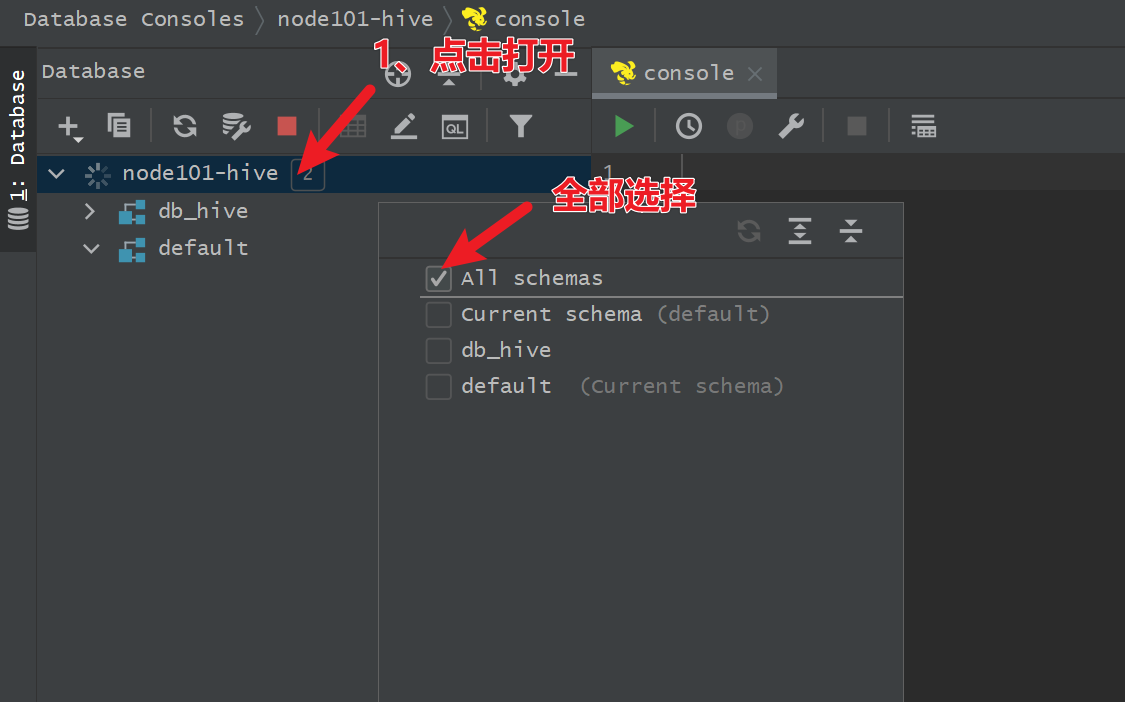 Database Consoles node101-hive console
1、点击打开
Database
console
1: Database
QL
p
node101-hive 2
1
db_hive
全部选择
default
All schemas
Current schema (default)
db_hive
default (Current schema)